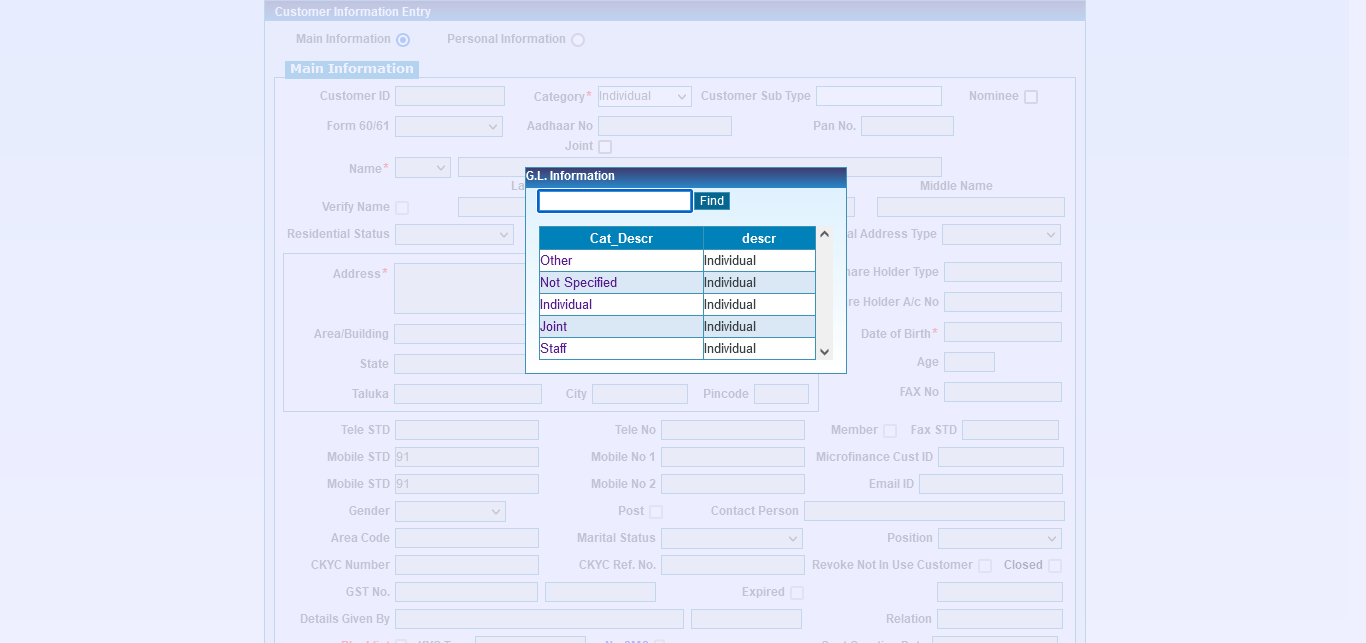 Customer Information Entry
Main Information Personal Information
Main Information
Customer ID Category* Individual Customer Sub Type Nominee
Form 60/61 Aadhaar No Pan No.
Joint
Name*
La Middle Name
Verify Name
Residential Status al Address Type
G.L. Information
Find
Cat_Descr descr
Other Individual
Not Specified Individual
Individual Individual
Joint Individual
Staff Individual
Address* hare Holder Type
re Holder A/c No
Area/Building Date of Birth*
State Age
Taluka City Pincode FAX No
Tele STD Tele No Member Fax STD
Mobile STD 91 Mobile No 1 Microfinance Cust ID
Mobile STD 91 Mobile No 2 Email ID
Gender Post Contact Person
Area Code Marital Status Position
CKYC Number CKYC Ref. No. Revoke Not In Use Customer Closed
GST No. Expired
Details Given By Relation